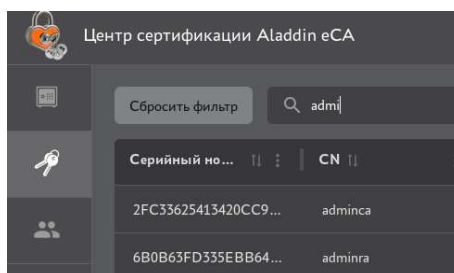 Центр сертификации Aladdin eCA
Сбросить фильтр admi
Серийный но... CN
2FC33625413420CC9... adminca
6B0B63FD335EBB64... adminra